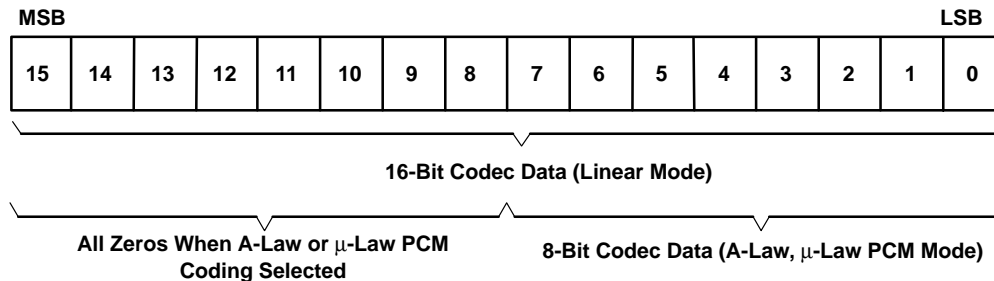 MSB LSB
15 14 13 12 11 10 9 8 7 6 5 4 3 2 1 0
16-Bit Codec Data (Linear Mode)
All Zeros When A-Law or μ-Law PCM
Coding Selected
8-Bit Codec Data (A-Law, μ-Law PCM Mode)